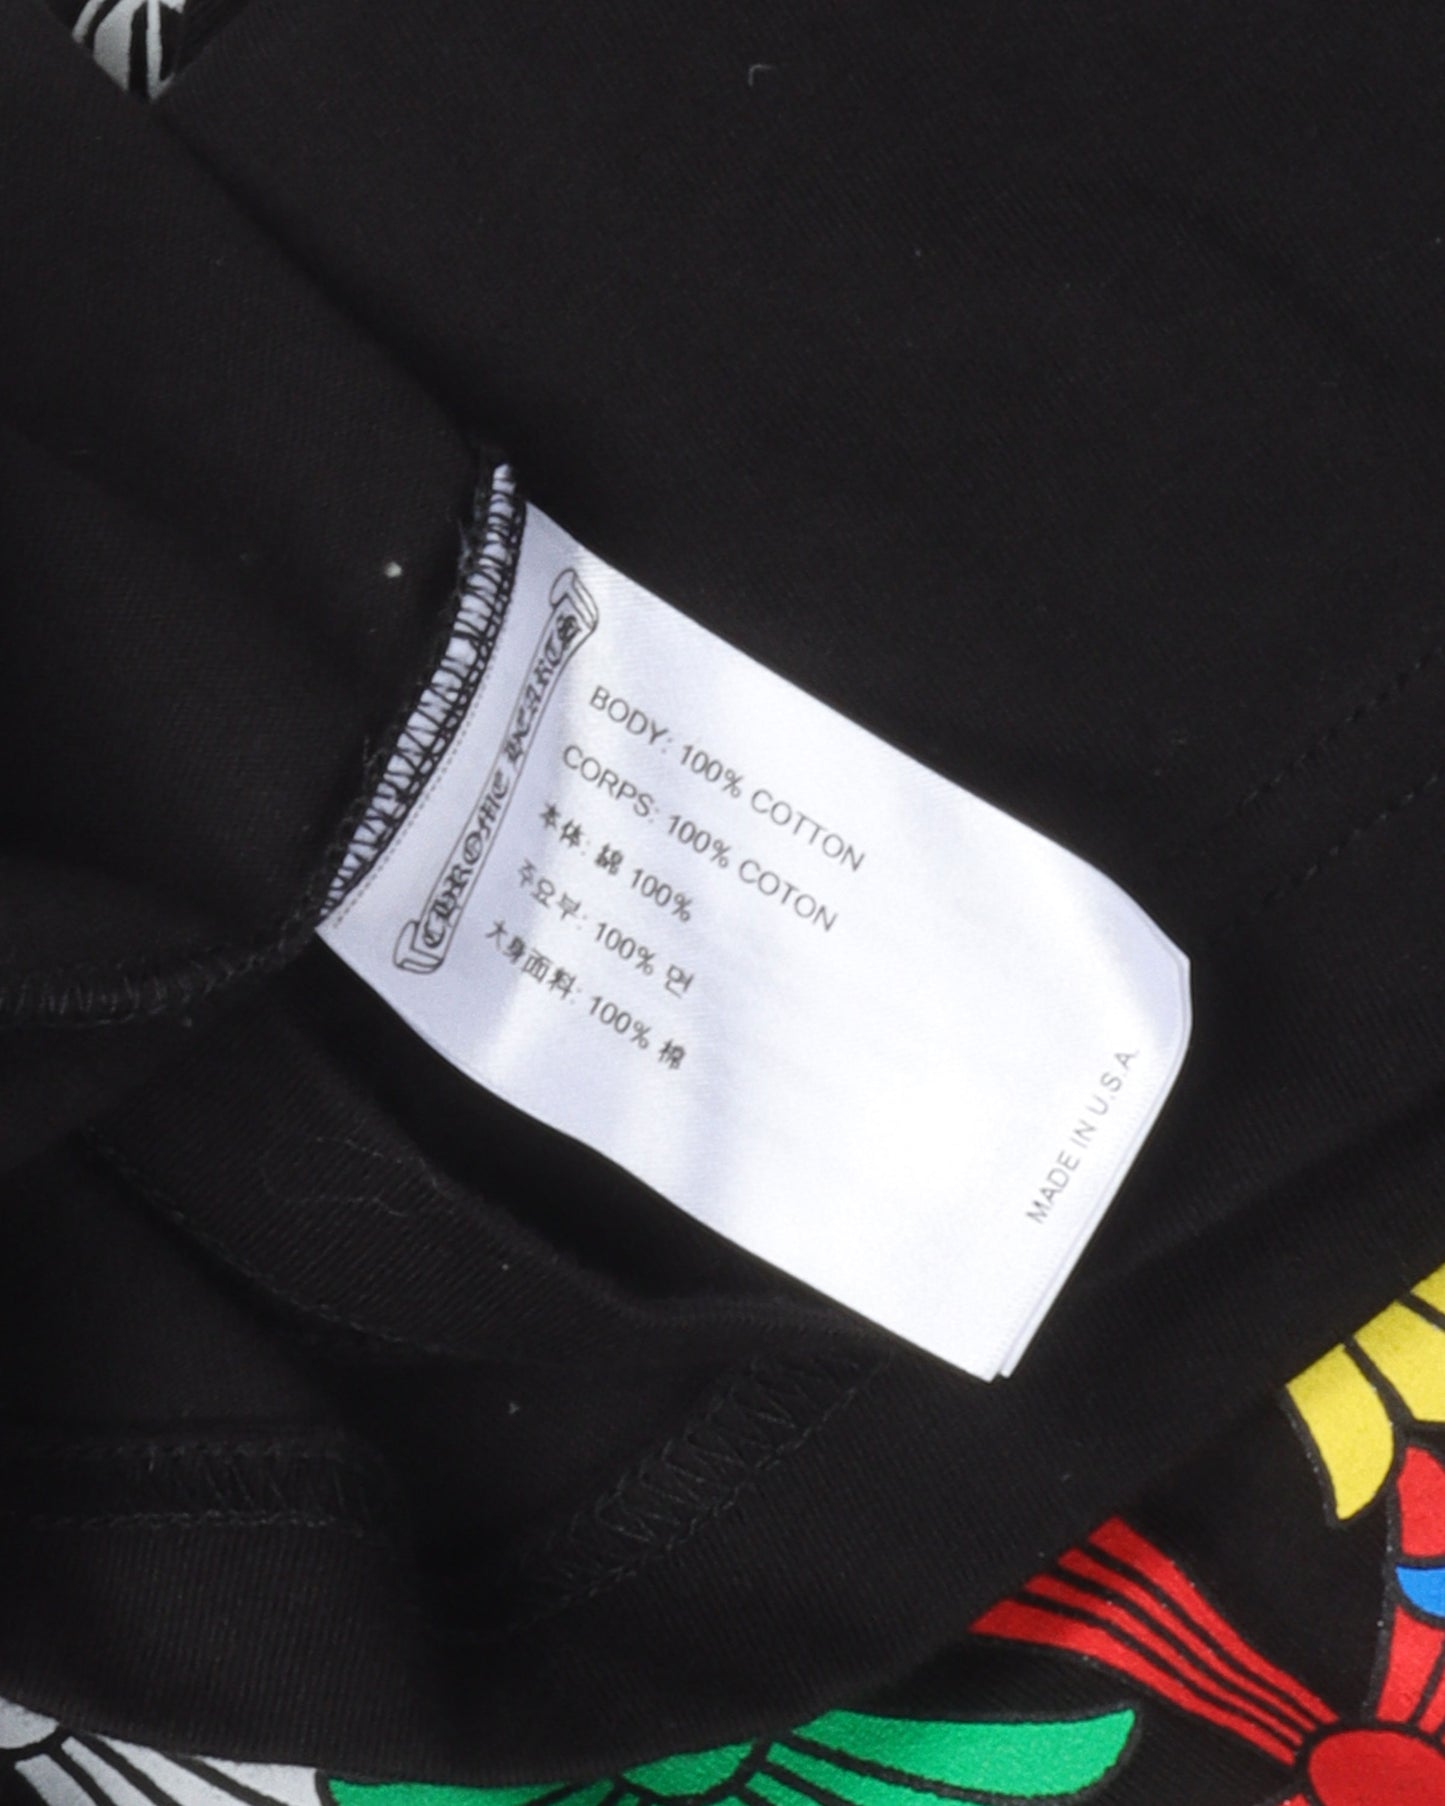 CHROME HEARTS
BODY: 100% COTTON
CORPS: 100% COTON
本体: 綿 100%
주요부: 100% 면
大身面料: 100% 棉
MADE IN U.S.A.